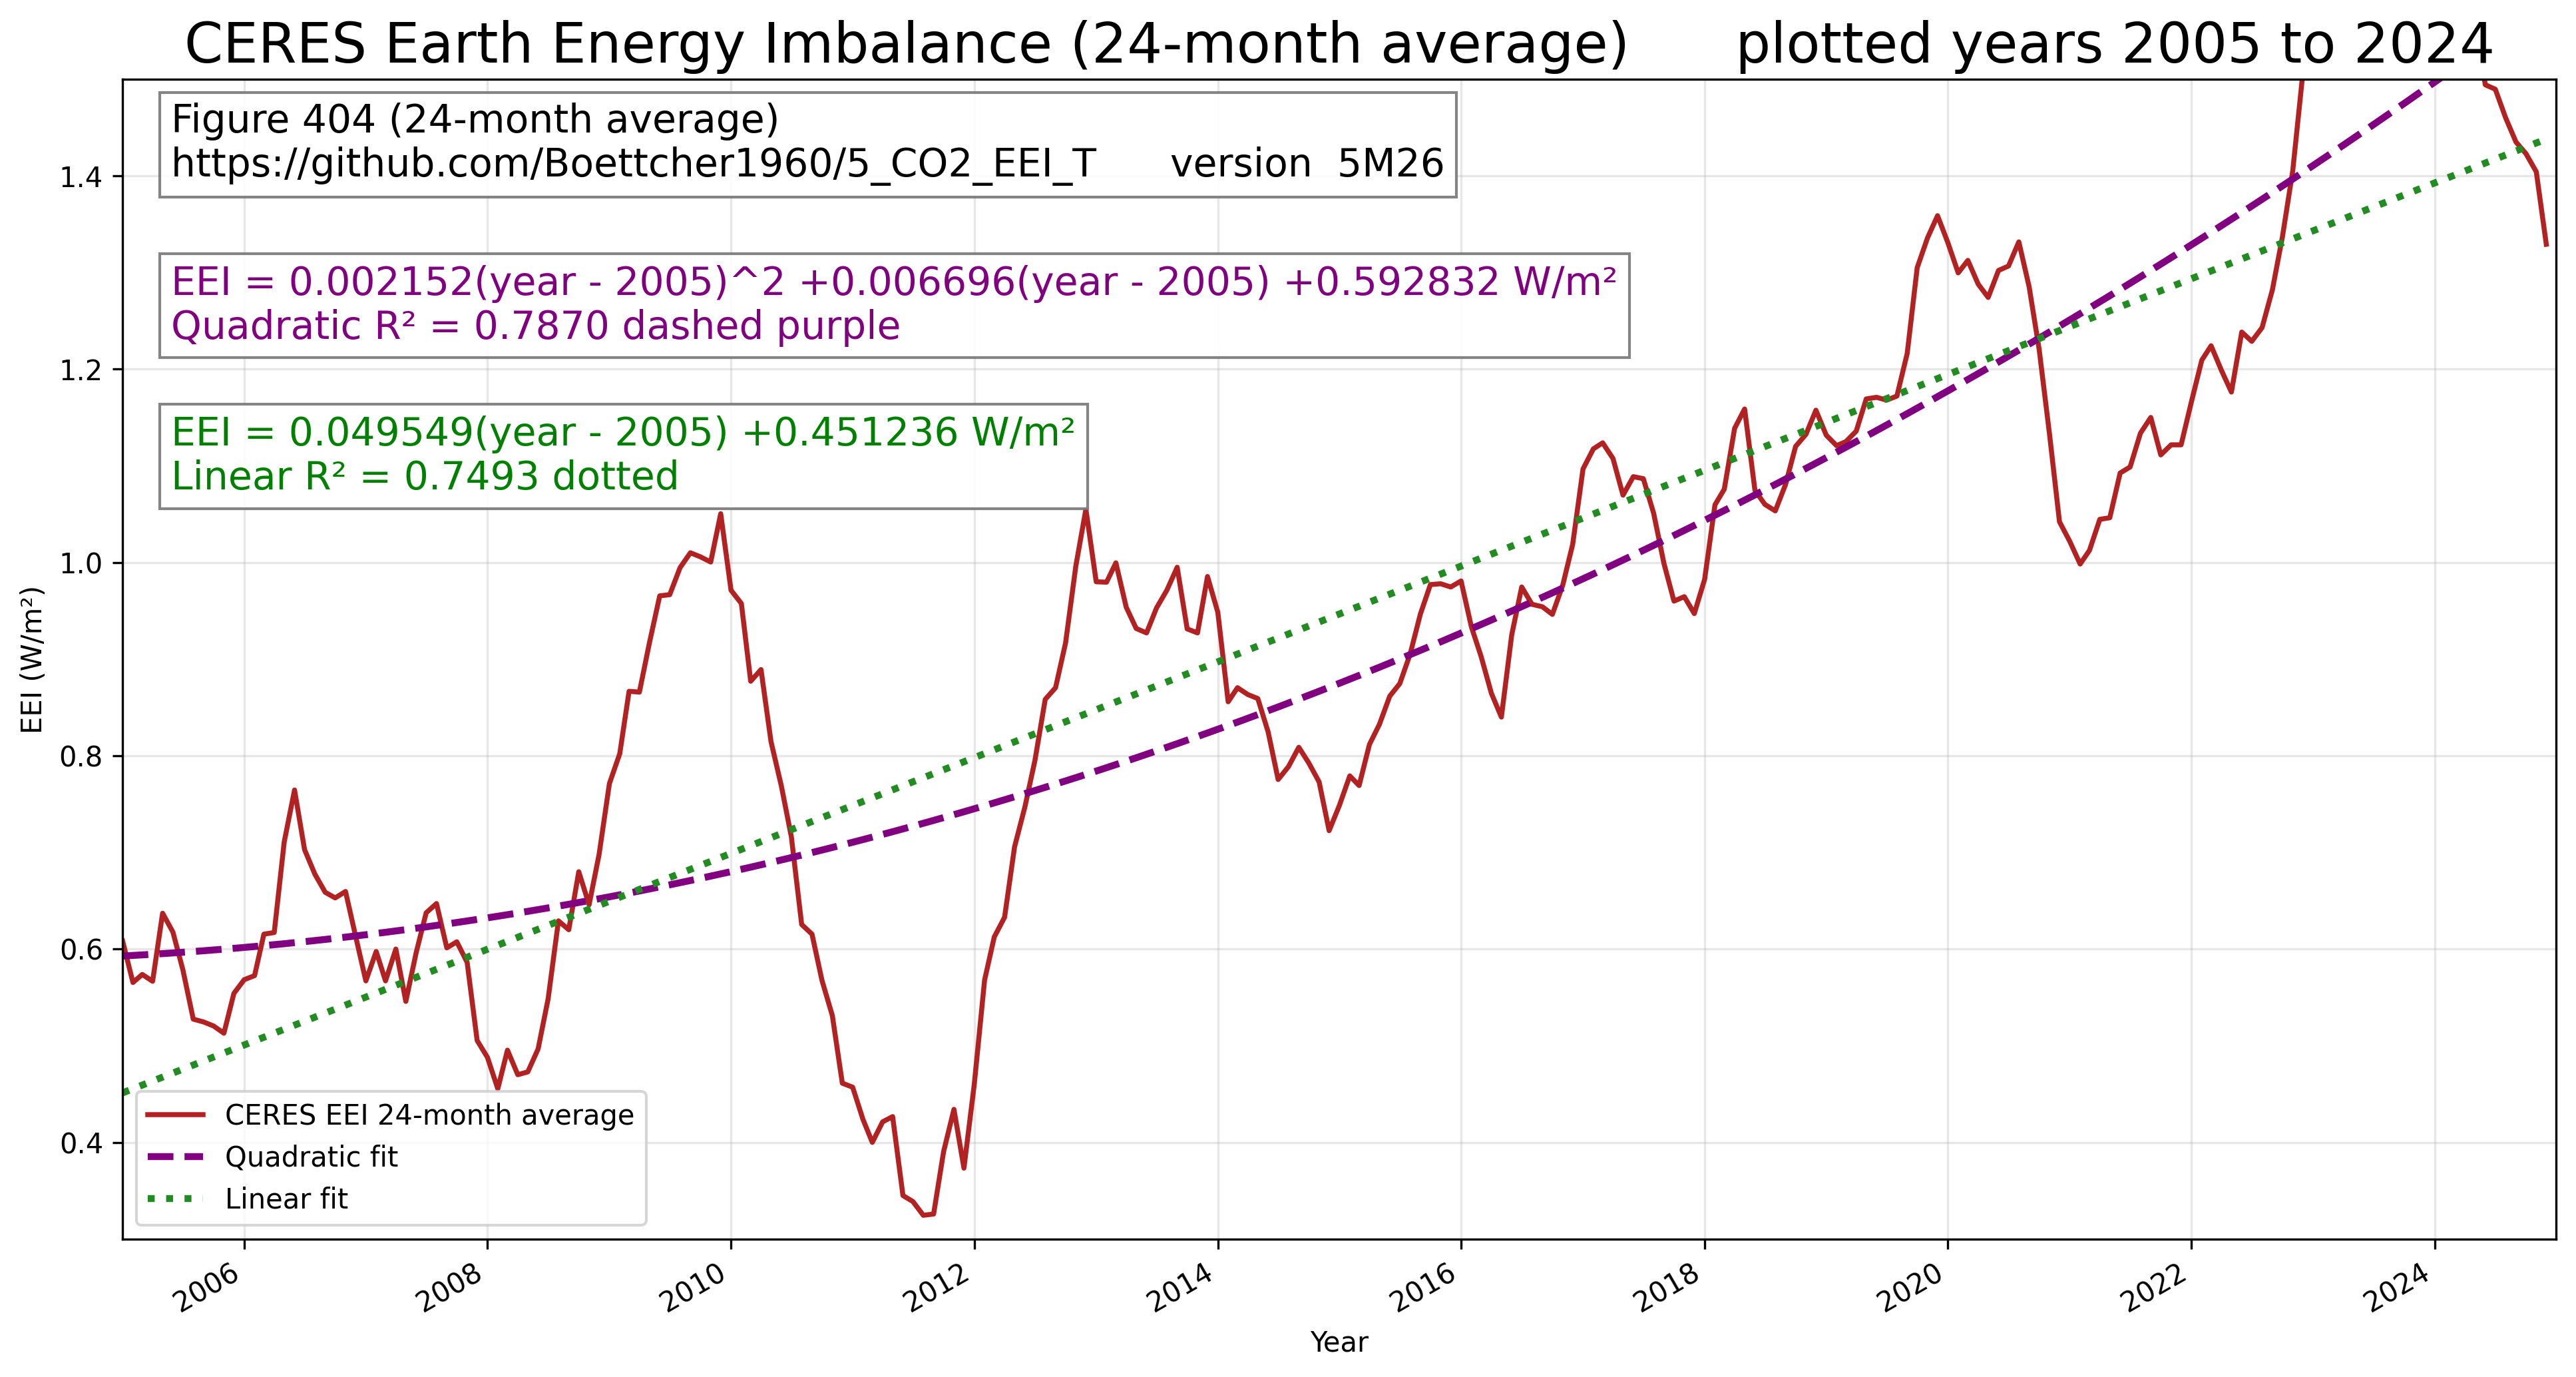 CERES Earth Energy Imbalance (24-month average)      plotted years 2005 to 2024
Figure 404 (24-month average)
https://github.com/Boettcher1960/5_CO2_EEI_T      version  5M26
EEI = 0.002152(year - 2005)^2 +0.006696(year - 2005) +0.592832 W/m²
Quadratic R² = 0.7870 dashed purple
EEI = 0.049549(year - 2005) +0.451236 W/m²
Linear R² = 0.7493 dotted
EEI (W/m²)
1.4
1.2
1.0
0.8
0.6
0.4
CERES EEI 24-month average
Quadratic fit
Linear fit
2006 2008 2010 2012 2014 2016 2018 2020 2022 2024
Year